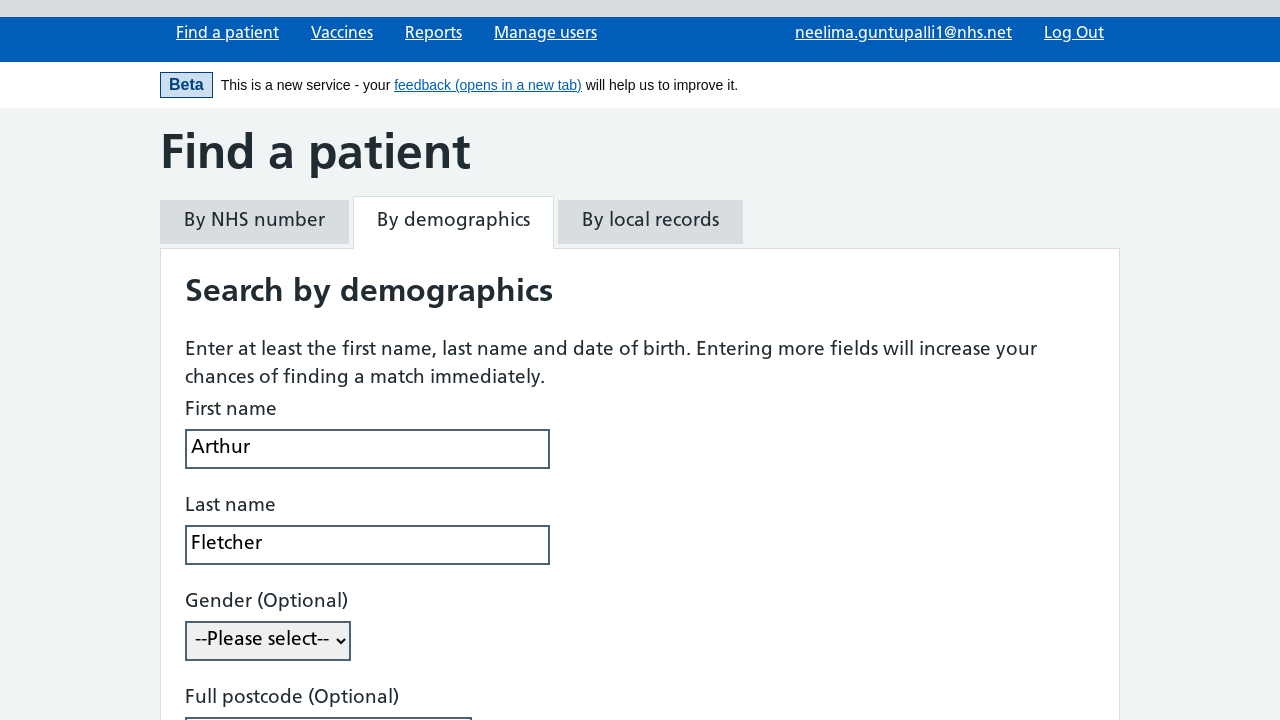 Find a patient Vaccines Reports Manage users neelima.guntupalli1@nhs.net Log Out
Beta This is a new service - your feedback (opens in a new tab) will help us to improve it.
Find a patient
By NHS number By demographics By local records
Search by demographics
Enter at least the first name, last name and date of birth. Entering more fields will increase your
chances of finding a match immediately.
First name
Arthur
Last name
Fletcher
Gender (Optional)
--Please select--
Full postcode (Optional)